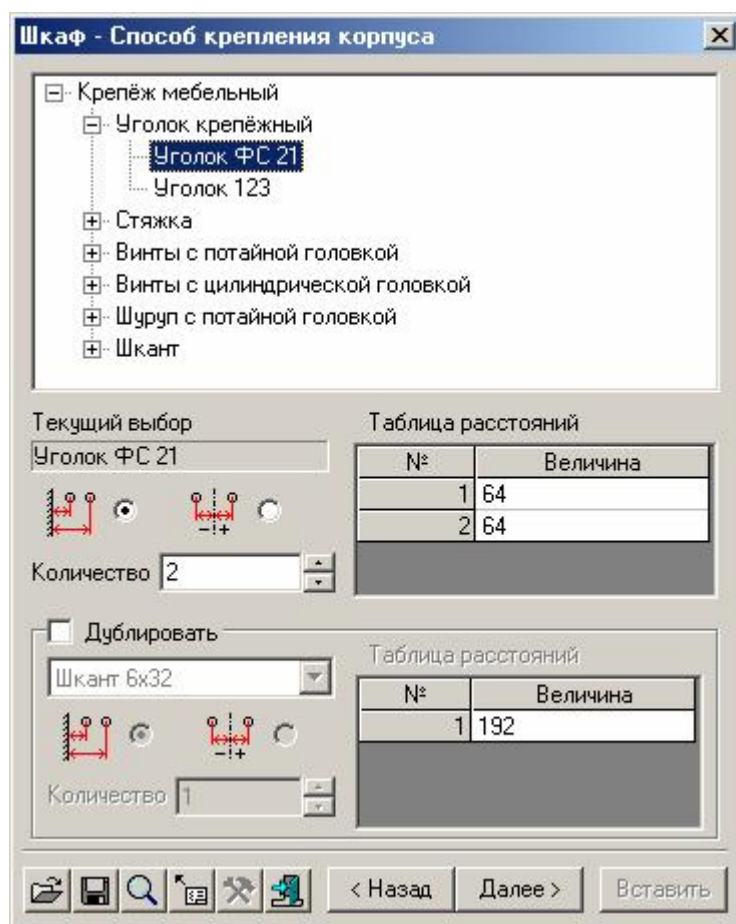 Шкаф - Способ крепления корпуса
Крепёж мебельный
Уголок крепёжный
Уголок ФС 21
Уголок 123
Стяжка
Винты с потайной головкой
Винты с цилиндрической головкой
Шуруп с потайной головкой
Шкант
Текущий выбор
Уголок ФС 21
Количество 2
Таблица расстояний
№ Величина
1 64
2 64
Дублировать
Шкант 6х32
Количество 1
Таблица расстояний
№ Величина
1 192
< Назад Далее > Вставить